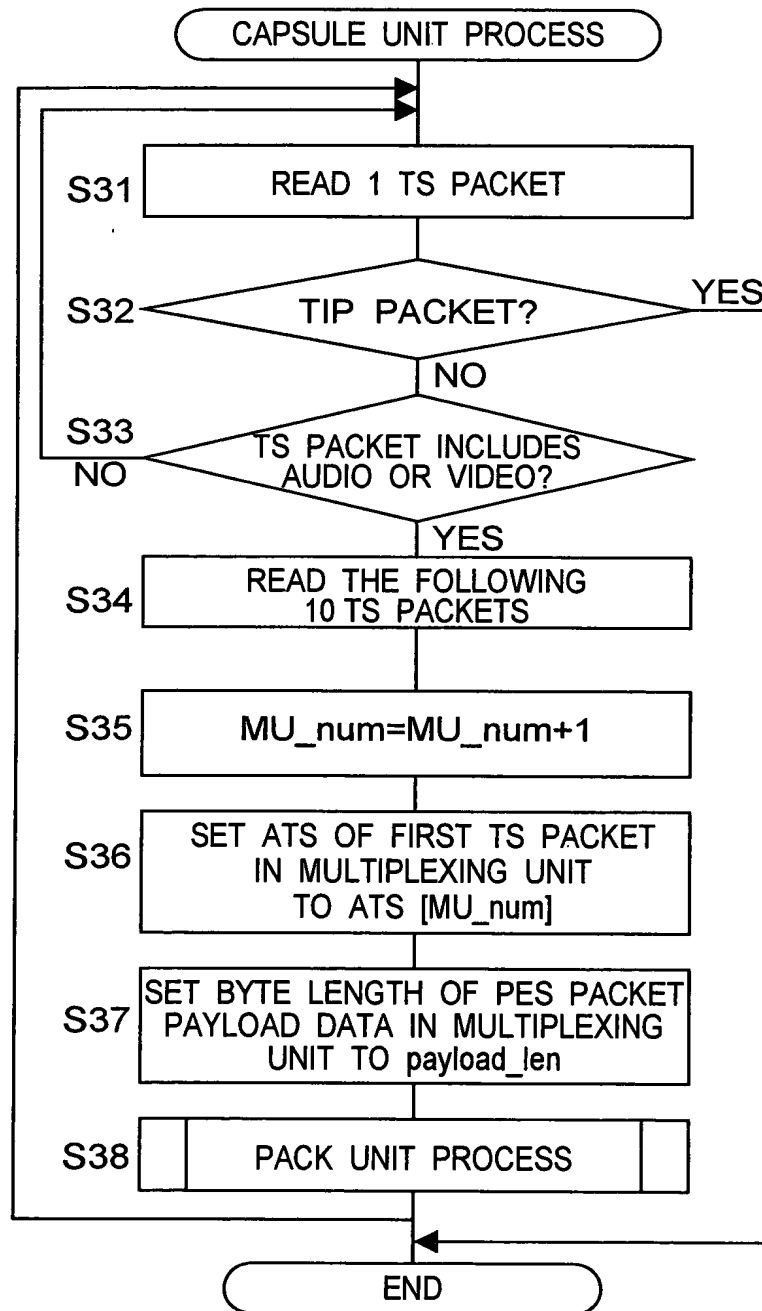 CAPSULE UNIT PROCESS
S31
READ 1 TS PACKET
S32
TIP PACKET?
YES
NO
S33
TS PACKET INCLUDES
AUDIO OR VIDEO?
NO
YES
S34
READ THE FOLLOWING
10 TS PACKETS
S35
MU_num=MU_num+1
S36
SET ATS OF FIRST TS PACKET
IN MULTIPLEXING UNIT
TO ATS [MU_num]
S37
SET BYTE LENGTH OF PES PACKET
PAYLOAD DATA IN MULTIPLEXING
UNIT TO payload_len
S38
PACK UNIT PROCESS
END